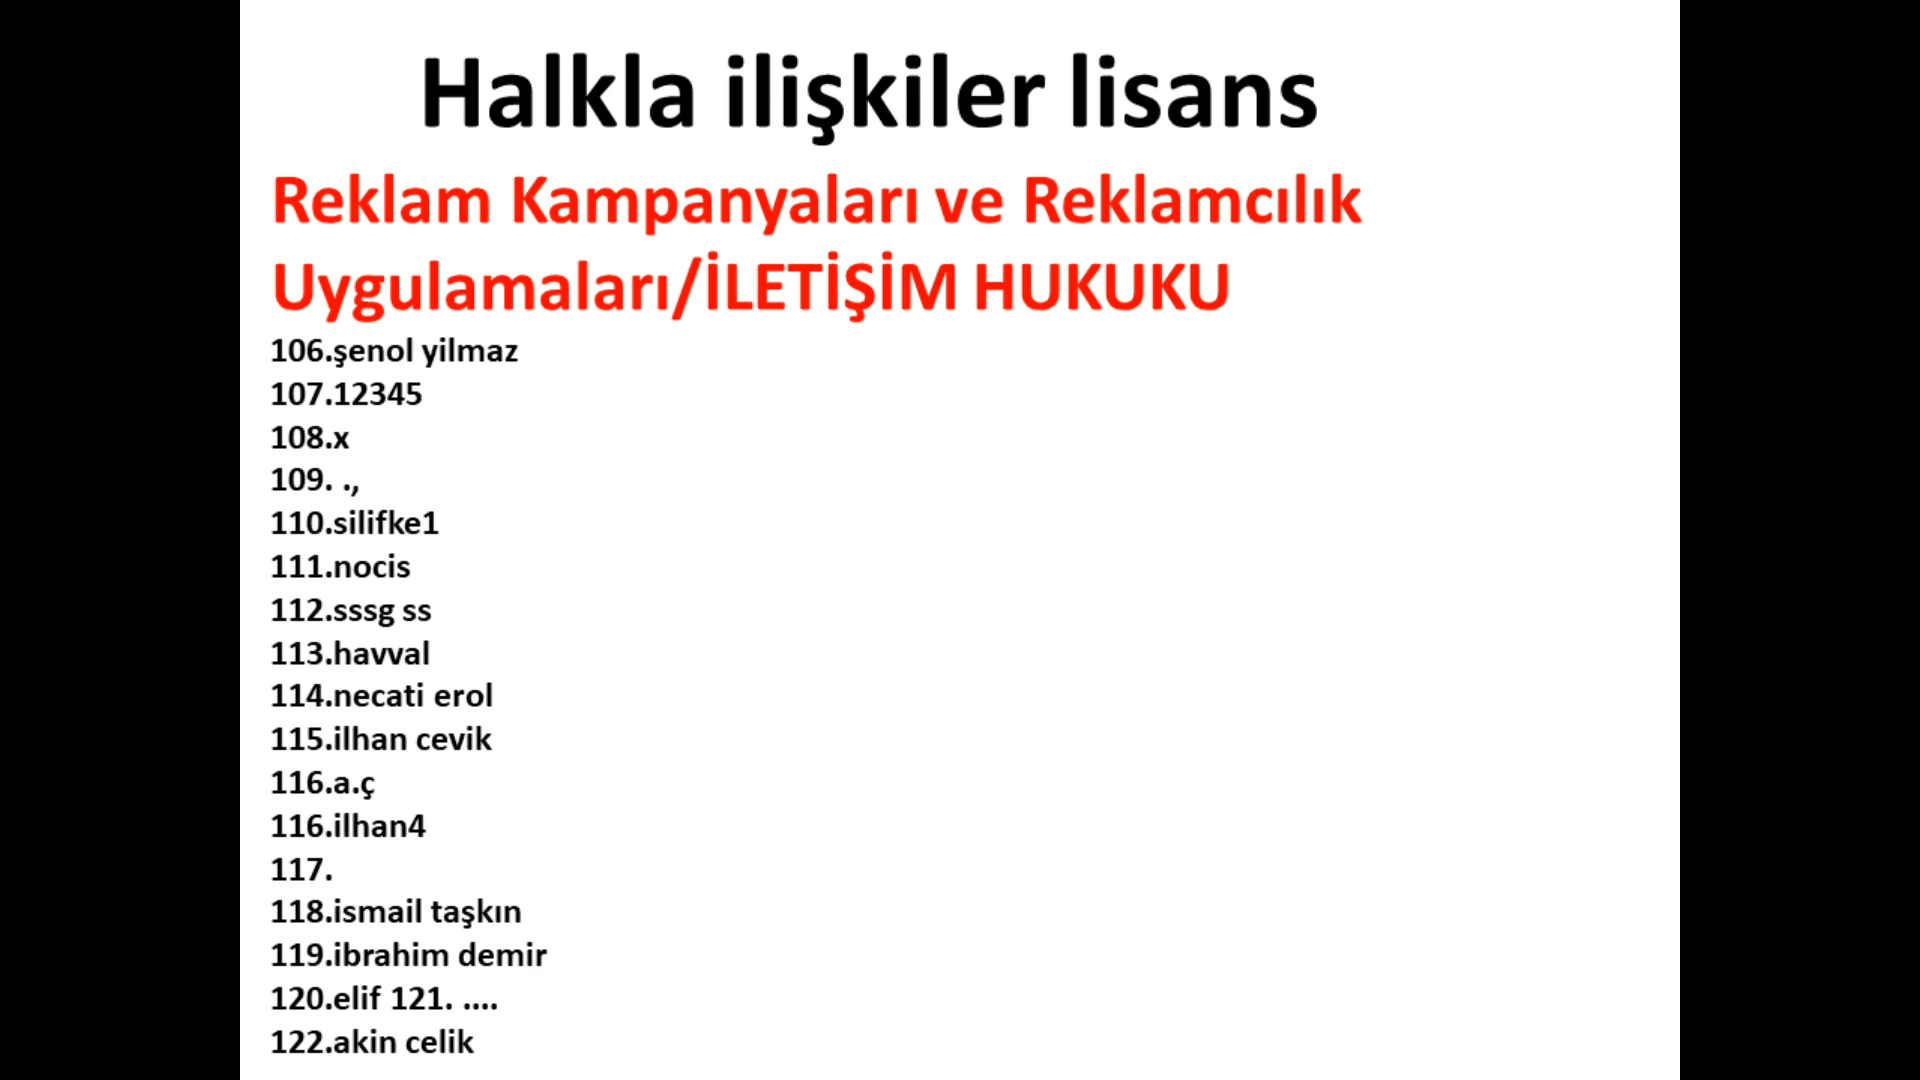 Halkla ilişkiler lisans
Reklam Kampanyaları ve Reklamcılık
Uygulamaları/İLETİŞİM HUKUKU
106.şenol yilmaz
107.12345
108.x
109. .,
110.silifke1
111.nocis
112.sssg ss
113.havval
114.necati erol
115.ilhan cevik
116.a.ç
116.ilhan4
117.
118.ismail taşkın
119.ibrahim demir
120.elif 121. ....
122.akin celik